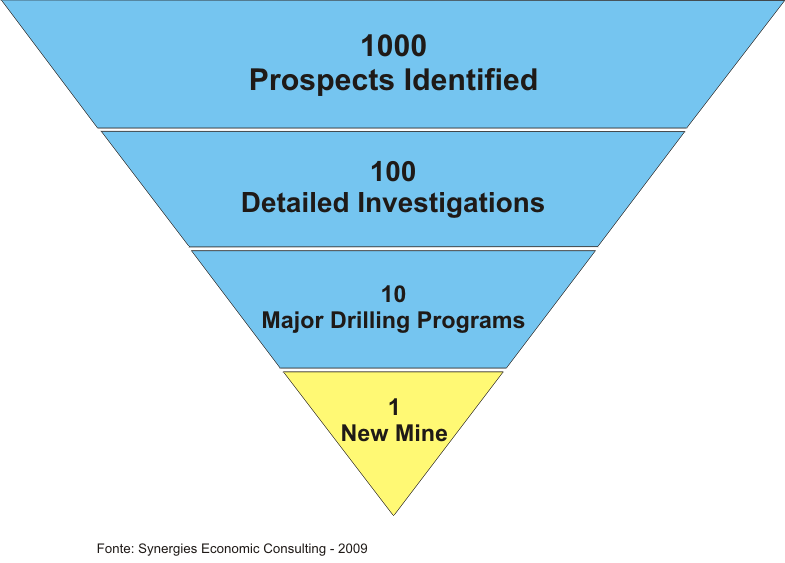 1000
Prospects Identified
100
Detailed Investigations
10
Major Drilling Programs
1
New Mine
Fonte: Synergies Economic Consulting - 2009